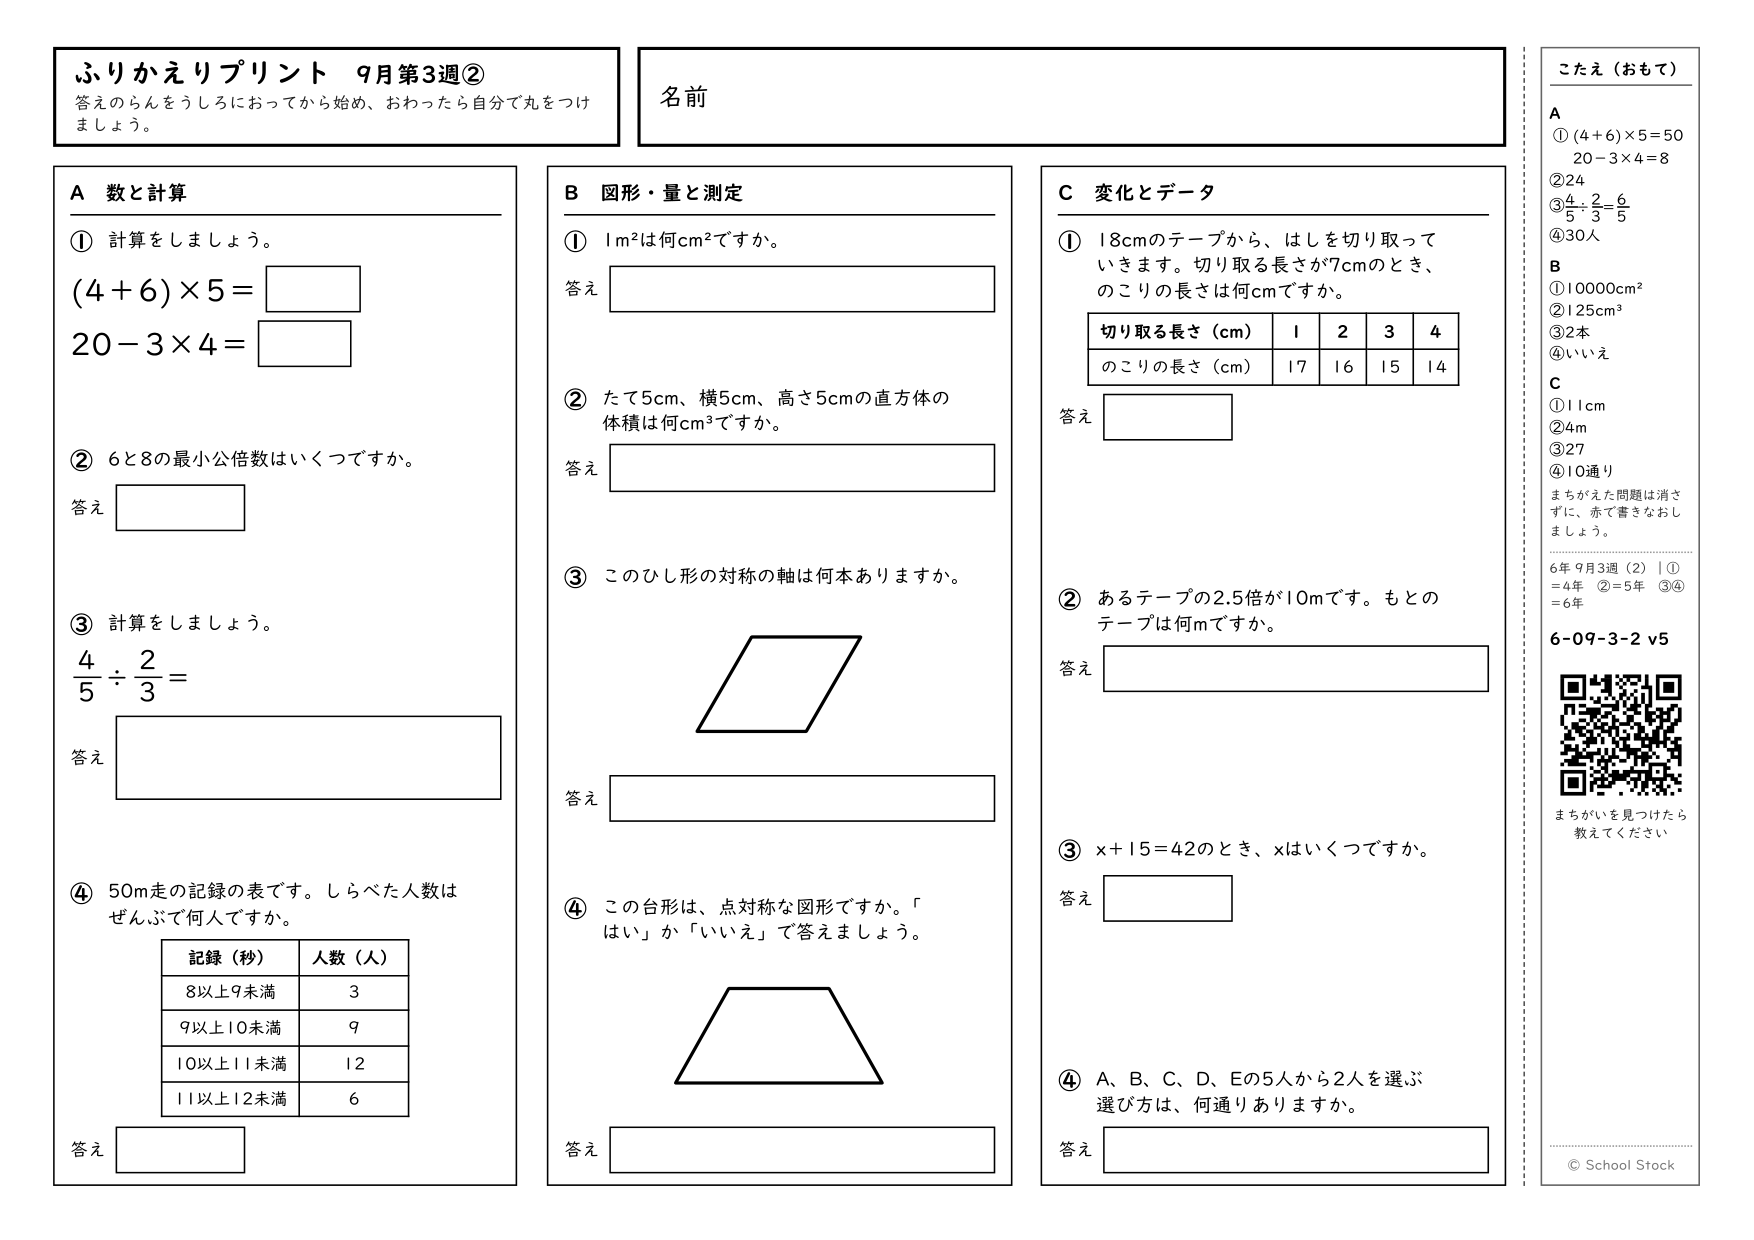 ふりかえりプリント　9月第3週②
答えのらんをうしろにおってから始め、おわったら自分で丸をつけ
ましょう。
名前
A　数と計算
① 計算をしましょう。
(4＋6)×5＝
20－3×4＝
② 6と8の最小公倍数はいくつですか。
答え
③ 計算をしましょう。
4/5 ÷ 2/3 ＝
答え
④ 50m走の記録の表です。しらべた人数は
ぜんぶで何人ですか。
記録（秒） 人数（人）
8以上9未満 3
9以上10未満 9
10以上11未満 12
11以上12未満 6
答え
B　図形・量と測定
① 1m²は何cm²ですか。
答え
② たて5cm、横5cm、高さ5cmの直方体の
体積は何cm³ですか。
答え
③ このひし形の対称の軸は何本ありますか。
答え
④ この台形は、点対称な図形ですか。「
はい」か「いいえ」で答えましょう。
答え
C　変化とデータ
① 18cmのテープから、はしを切り取って
いきます。切り取る長さが7cmのとき、
のこりの長さは何cmですか。
切り取る長さ（cm） 1 2 3 4
のこりの長さ（cm） 17 16 15 14
答え
② あるテープの2.5倍が10mです。もとの
テープは何mですか。
答え
③ x＋15＝42のとき、xはいくつですか。
答え
④ A、B、C、D、Eの5人から2人を選ぶ
選び方は、何通りありますか。
答え
こたえ（おもて）
A
① (4＋6)×5＝50
20－3×4＝8
②24
③4/5÷2/3=6/5
④30人
B
①10000cm²
②125cm³
③2本
④いいえ
C
①11cm
②4m
③27
④10通り
まちがえた問題は消さ
ずに、赤で書きなおし
ましょう。
6年 9月3週（2）｜①
＝4年　②＝5年　③④
＝6年
6-09-3-2 v5
まちがいを見つけたら
教えてください
© School Stock